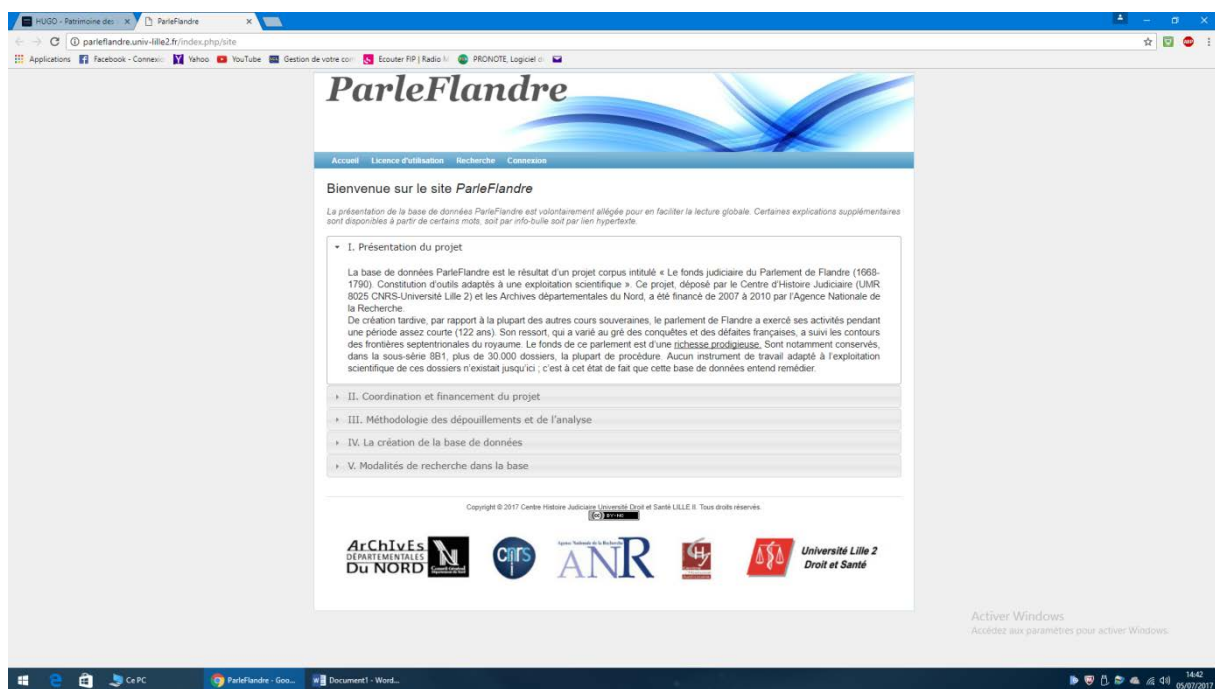 HUGO - Patrimoine des
ParleFlandre
parleflandre.univ-lille2.fr/index.php/site
Applications Facebook - Connexio Yahoo YouTube Gestion de votre com Ecouter FIP | Radio PRONOTE, Logiciel d
ParleFlandre
Accueil Licence d'utilisation Recherche Connexion
Bienvenue sur le site ParleFlandre
La présentation de la base de données ParleFlandre est volontairement allégée pour en faciliter la lecture globale. Certaines explications supplémentaires
sont disponibles à partir de certains mots, soit par info-bulle soit par lien hypertexte.
I. Présentation du projet
La base de données ParleFlandre est le résultat d'un projet corpus intitulé « Le fonds judiciaire du Parlement de Flandre (1668-
1790). Constitution d'outils adaptés à une exploitation scientifique ». Ce projet, déposé par le Centre d'Histoire Judiciaire (UMR
8025 CNRS-Université Lille 2) et les Archives départementales du Nord, a été financé de 2007 à 2010 par l'Agence Nationale de
la Recherche.
De création tardive, par rapport à la plupart des autres cours souveraines, le parlement de Flandre a exercé ses activités pendant
une période assez courte (122 ans). Son ressort, qui a varié au gré des conquêtes et des défaites françaises, a suivi les contours
des frontières septentrionales du royaume. Le fonds de ce parlement est d'une richesse prodigieuse. Sont notamment conservés,
dans la sous-série 8B1, plus de 30.000 dossiers, la plupart de procédure. Aucun instrument de travail adapté à l'exploitation
scientifique de ces dossiers n'existait jusqu'ici ; c'est à cet état de fait que cette base de données entend remédier.
II. Coordination et financement du projet
III. Méthodologie des dépouillements et de l'analyse
IV. La création de la base de données
V. Modalités de recherche dans la base
Copyright © 2017 Centre Histoire Judiciaire Université Droit et Santé LILLE II. Tous droits réservés.
(cc) BY-NC
ArChIvEs
DÉPARTEMENTALES
Du NORD
cnrs
Agence Nationale de la Recherche
ANR
Université Lille 2
Droit et Santé
Activer Windows
Accédez aux paramètres pour activer Windows.
Ce PC ParleFlandre - Goo... Document1 - Word...
14:42
05/07/2017